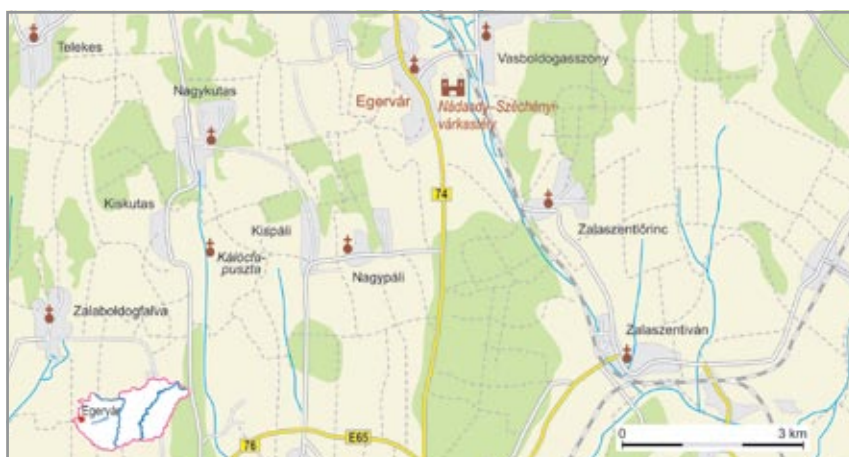 Telekes
Vasboldogasszony
Nagykutas
Egervár
Nádasdy–Széchényi-
várkastély
74
Kiskutas
Kispáli
Zalaszentlőrinc
Kálócfa-
puszta
Nagypáli
Zalaboldogfalva
Zalaszentiván
Egervár
76
E65
0
3 km